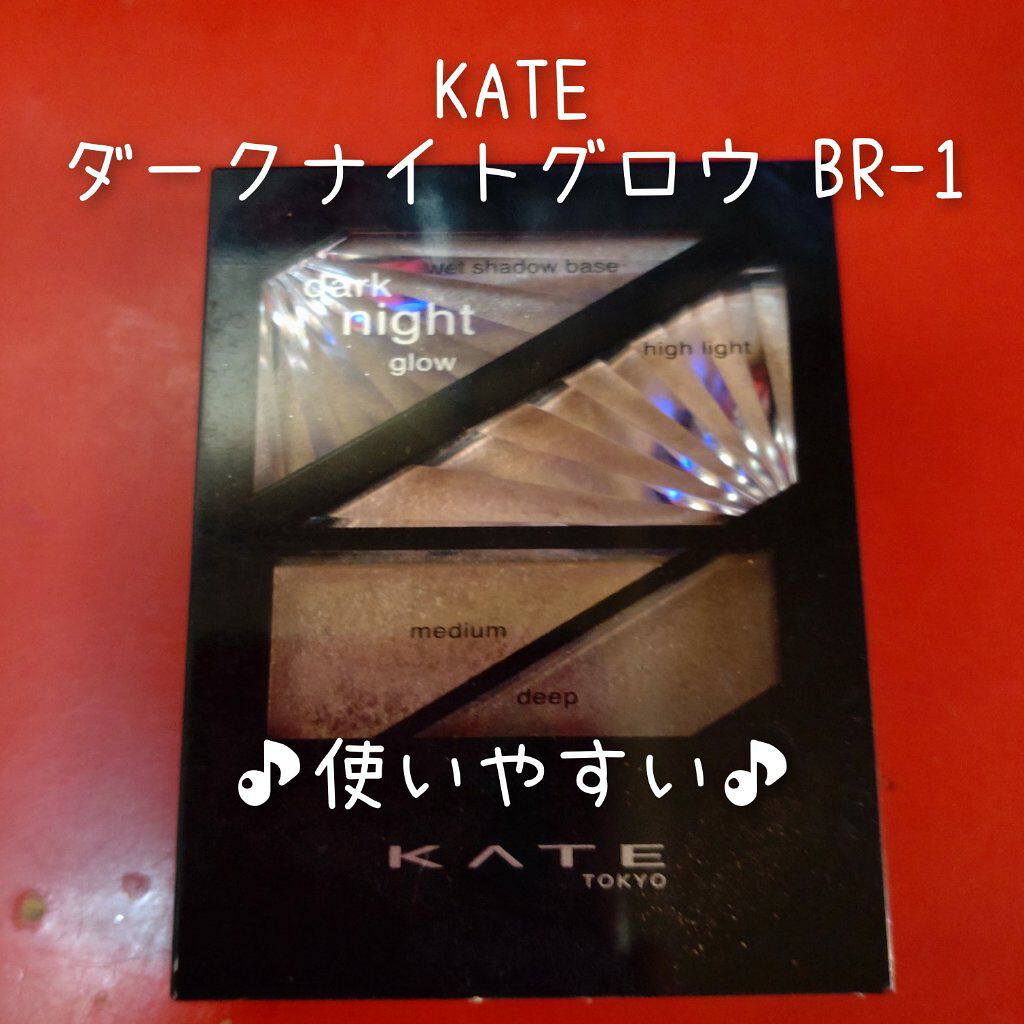 KATE
ダークナイトグロウ BR-1
wet shadow base
dark
night
glow
high light
medium
deep
♪使いやすい♪
KATE
TOKYO